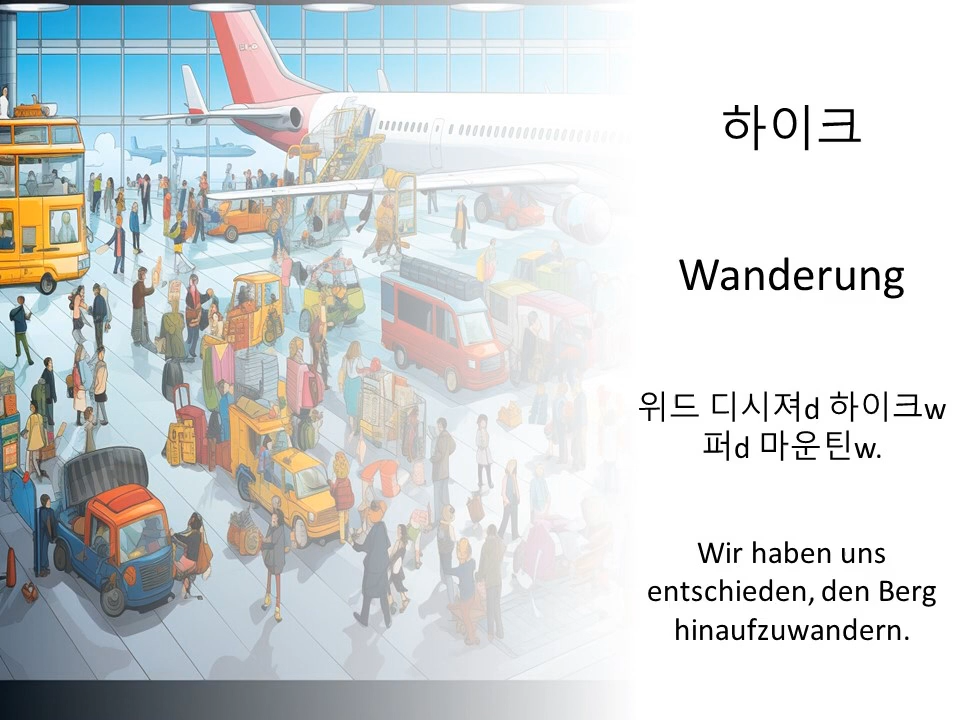 하이크
Wanderung
위드 디시져d 하이크w
퍼d 마운틴w.
Wir haben uns
entschieden, den Berg
hinaufzuwandern.